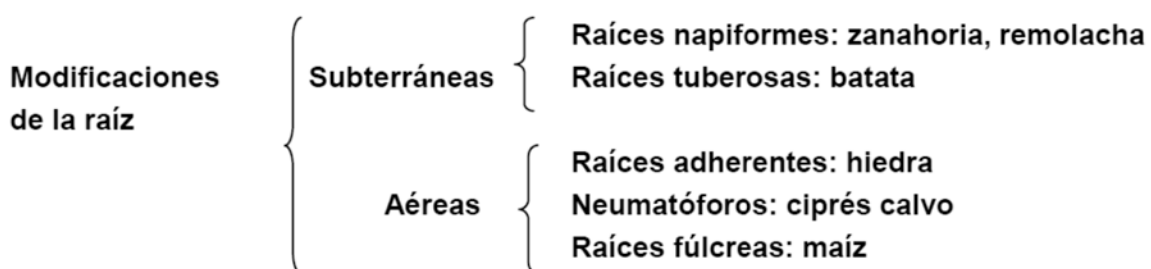 Modificaciones
de la raíz
Subterráneas
Raíces napiformes: zanahoria, remolacha
Raíces tuberosas: batata
Aéreas
Raíces adherentes: hiedra
Neumatóforos: ciprés calvo
Raíces fúlcreas: maíz